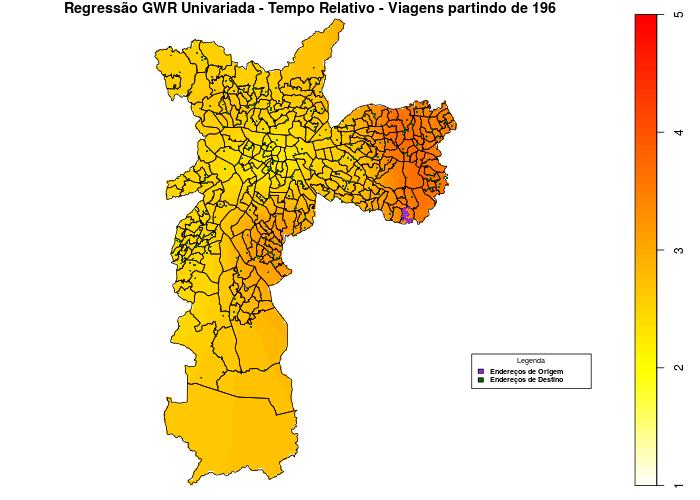 Regressão GWR Univariada - Tempo Relativo - Viagens partindo de 196
5
4
3
2
1
Legenda
Endereços de Origem
Endereços de Destino